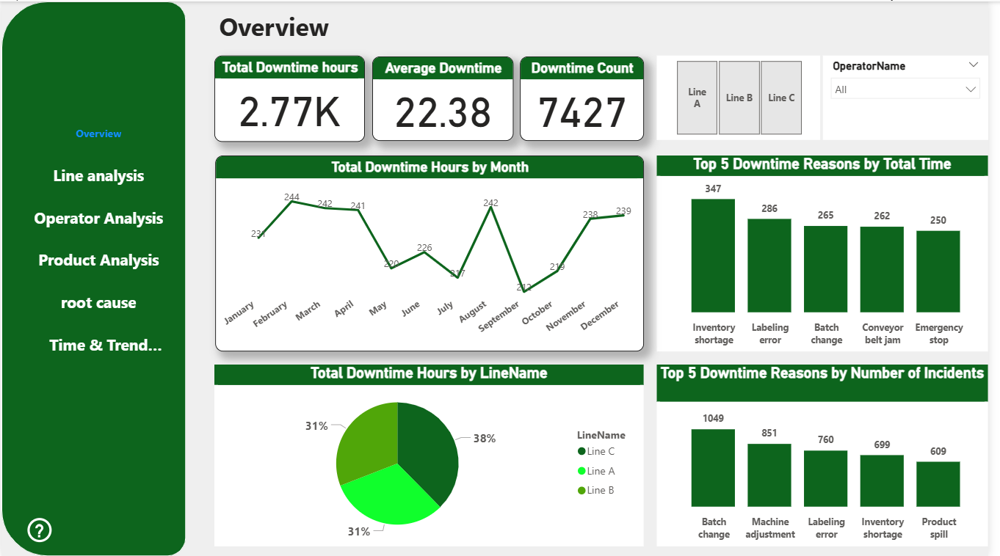 Overview
Line analysis
Operator Analysis
Product Analysis
root cause
Time & Trend...
?
Overview
Total Downtime hours
2.77K
Average Downtime
22.38
Downtime Count
7427
Line
A
Line B
Line C
OperatorName
All
Total Downtime Hours by Month
231
244
242
241
220
226
217
242
212
219
238
239
January
February
March
April
May
June
July
August
September
October
November
December
Top 5 Downtime Reasons by Total Time
347
286
265
262
250
Inventory
shortage
Labeling
error
Batch
change
Conveyor
belt jam
Emergency
stop
Total Downtime Hours by LineName
31%
38%
31%
LineName
Line C
Line A
Line B
Top 5 Downtime Reasons by Number of Incidents
1049
851
760
699
609
Batch
change
Machine
adjustment
Labeling
error
Inventory
shortage
Product
spill